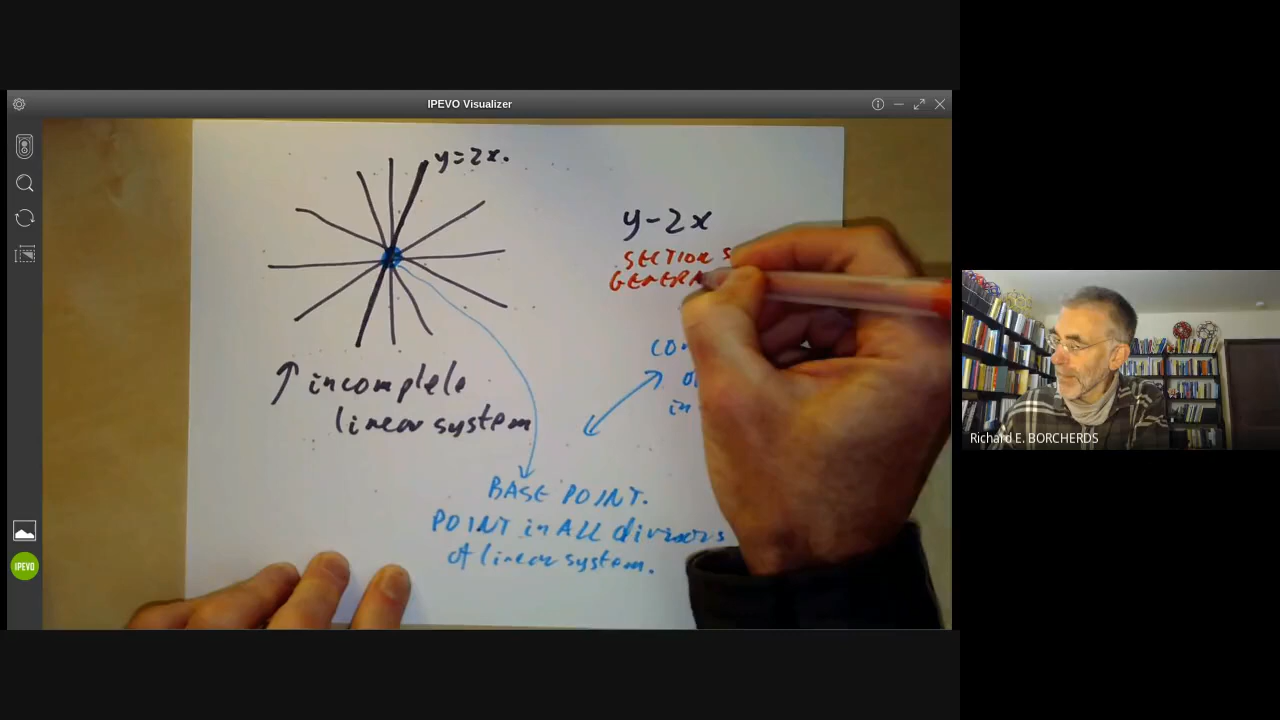 IPEVO Visualizer
y=2x.
y-2x
SECTION S
GENER
↑ incomplete
linear system
BASE POINT.
POINT in ALL divisors
of linear system.
IPEVO
Richard E. BORCHERDS